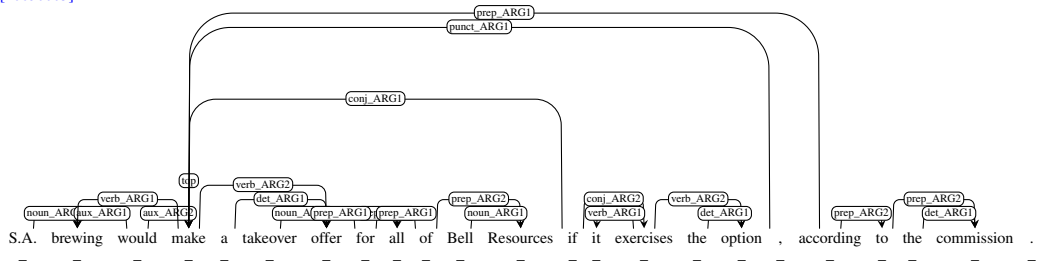 prep_ARG1
punct_ARG1
conj_ARG1
top
verb_ARG2
verb_ARG1 det_ARG1 prep_ARG2 conj_ARG2 verb_ARG2 prep_ARG2
aux_ARG1 aux_ARG2 prep_ARG1 prep_ARG1 noun_ARG1 verb_ARG1 det_ARG1 prep_ARG2 det_ARG1
S.A. brewing would make a takeover offer for all of Bell Resources if it exercises the option , according to the commission .